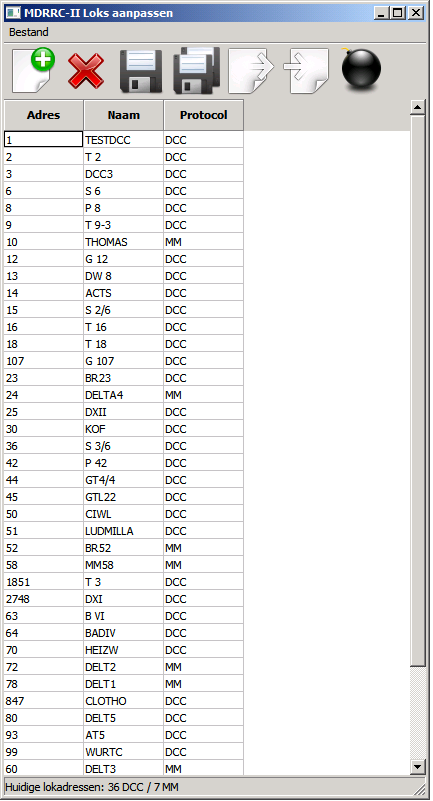 MDRRC-II Loks aanpassen
Bestand
Adres Naam Protocol
1 TESTDCC DCC
2 T 2 DCC
3 DCC3 DCC
6 S 6 DCC
8 P 8 DCC
9 T 9-3 DCC
10 THOMAS MM
12 G 12 DCC
13 DW 8 DCC
14 ACTS DCC
15 S 2/6 DCC
16 T 16 DCC
18 T 18 DCC
107 G 107 DCC
23 BR23 DCC
24 DELTA4 MM
25 DXII DCC
30 KOF DCC
36 S 3/6 DCC
42 P 42 DCC
44 GT4/4 DCC
45 GTL22 DCC
50 CIWL DCC
51 LUDMILLA DCC
52 BR52 MM
58 MM58 MM
1851 T 3 DCC
2748 DXI DCC
63 B VI DCC
64 BADIV DCC
70 HEIZW DCC
72 DELT2 MM
78 DELT1 MM
847 CLOTHO DCC
80 DELT5 DCC
93 AT5 DCC
99 WURTC DCC
60 DELT3 MM
Huidige lokadressen: 36 DCC / 7 MM